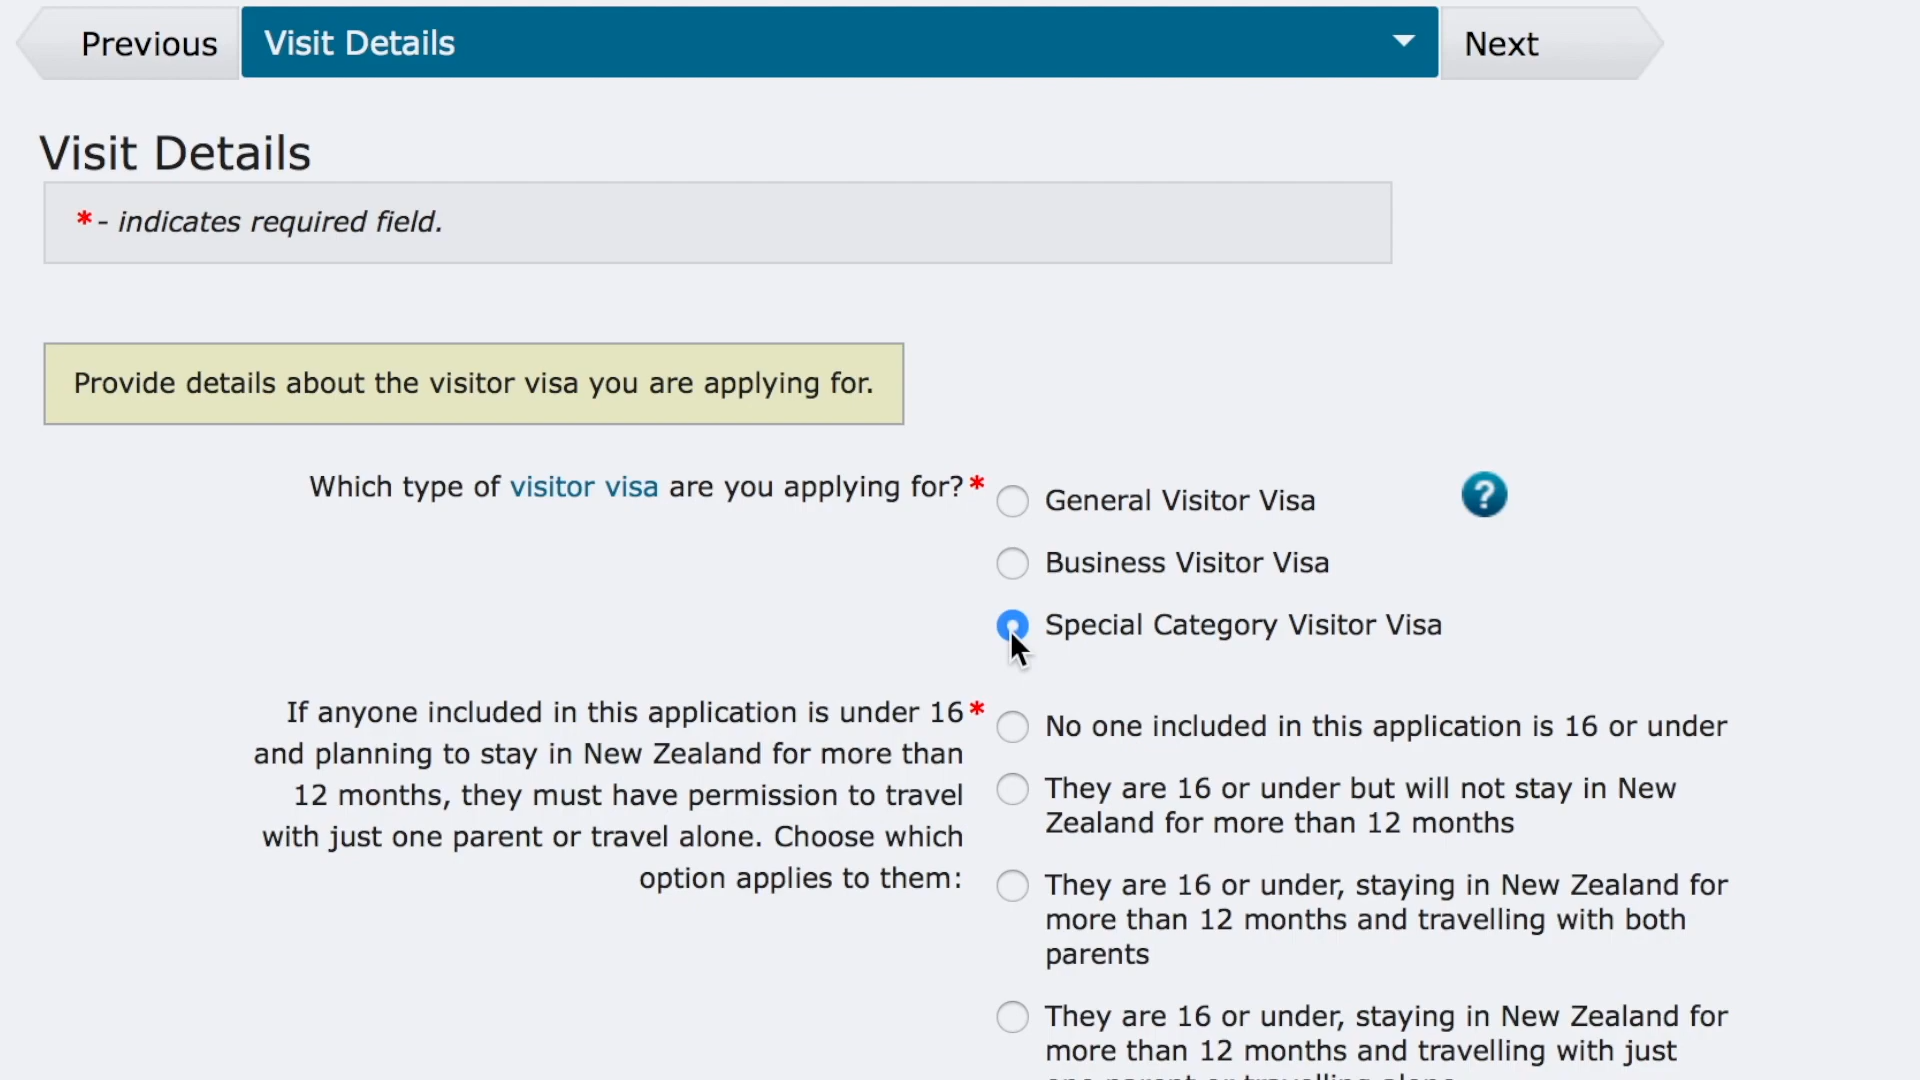 Previous
Visit Details
Next
Visit Details
*- indicates required field.
Provide details about the visitor visa you are applying for.
Which type of visitor visa are you applying for?*
General Visitor Visa
?
Business Visitor Visa
Special Category Visitor Visa
If anyone included in this application is under 16*
and planning to stay in New Zealand for more than
12 months, they must have permission to travel
with just one parent or travel alone. Choose which
option applies to them:
No one included in this application is 16 or under
They are 16 or under but will not stay in New
Zealand for more than 12 months
They are 16 or under, staying in New Zealand for
more than 12 months and travelling with both
parents
They are 16 or under, staying in New Zealand for
more than 12 months and travelling with just